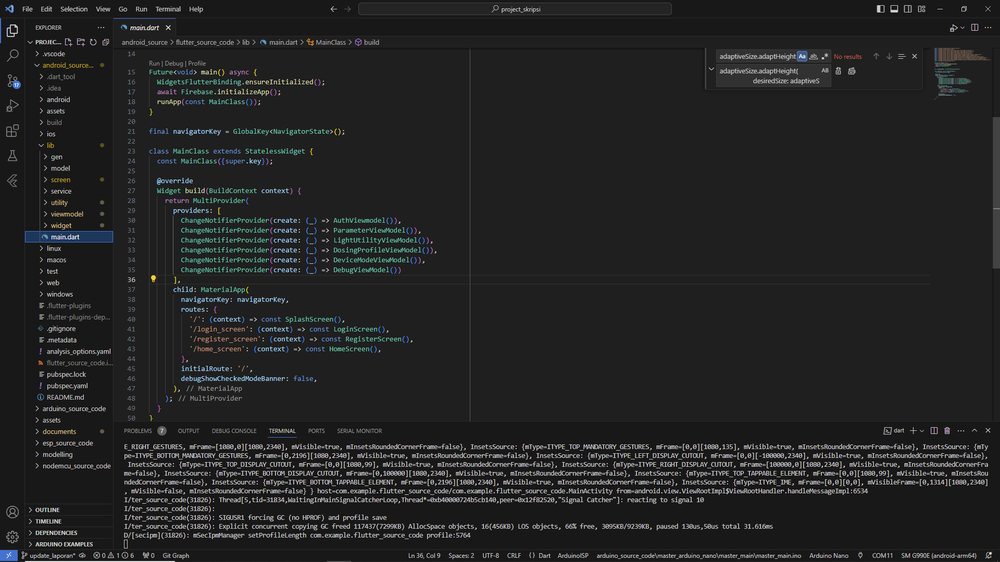 File Edit Selection View Go Run Terminal Help
project_skripsi
EXPLORER
PROJEC...
.vscode
android_source...
.dart_tool
.idea
android
assets
build
ios
lib
gen
model
screen
service
utility
viewmodel
widget
main.dart
linux
macos
test
web
windows
.flutter-plugins
.flutter-plugins-dep...
.gitignore
.metadata
analysis_options.yaml
flutter_source_code.i...
pubspec.lock
pubspec.yaml
README.md
arduino_source_code
assets
documents
esp_source_code
modelling
nodemcu_source_code
OUTLINE
TIMELINE
DEPENDENCIES
ARDUINO EXAMPLES
17
main.dart
android_source > flutter_source_code > lib > main.dart > MainClass > build
adaptiveSize.adaptHeight Aa ab .* No results
adaptiveSize.adaptHeight( AB
desiredSize: adaptiveS
14
Run | Debug | Profile
15 Future<void> main() async {
16 WidgetsFlutterBinding.ensureInitialized();
17 await Firebase.initializeApp();
18 runApp(const MainClass());
19 }
20
21 final navigatorKey = GlobalKey<NavigatorState>();
22
23 class MainClass extends StatelessWidget {
24 const MainClass({super.key});
25
26 @override
27 Widget build(BuildContext context) {
28 return MultiProvider(
29 providers: [
30 ChangeNotifierProvider(create: (_) => AuthViewmodel()),
31 ChangeNotifierProvider(create: (_) => ParameterViewModel()),
32 ChangeNotifierProvider(create: (_) => LightUtilityViewModel()),
33 ChangeNotifierProvider(create: (_) => DosingProfileViewModel()),
34 ChangeNotifierProvider(create: (_) => DeviceModeViewModel()),
35 ChangeNotifierProvider(create: (_) => DebugViewModel())
36 ],
37 child: MaterialApp(
38 navigatorKey: navigatorKey,
39 routes: {
40 '/': (context) => const SplashScreen(),
41 '/login_screen': (context) => const LoginScreen(),
42 '/register_screen': (context) => const RegisterScreen(),
43 '/home_screen': (context) => const HomeScreen(),
44 },
45 initialRoute: '/',
46 debugShowCheckedModeBanner: false,
47 ), // MaterialApp
48 ); // MultiProvider
49 }
50 }
PROBLEMS 7 OUTPUT DEBUG CONSOLE TERMINAL PORTS SERIAL MONITOR
dart
E_RIGHT_GESTURES, mFrame=[1080,0][1080,2340], mVisible=true, mInsetsRoundedCornerFrame=false}, InsetsSource: {mType=ITYPE_TOP_MANDATORY_GESTURES, mFrame=[0,0][1080,135], mVisible=true, mInsetsRoundedCornerFrame=false}, InsetsSource: {mTy
pe=ITYPE_BOTTOM_MANDATORY_GESTURES, mFrame=[0,2196][1080,2340], mVisible=true, mInsetsRoundedCornerFrame=false}, InsetsSource: {mType=ITYPE_LEFT_DISPLAY_CUTOUT, mFrame=[0,0][-100000,2340], mVisible=true, mInsetsRoundedCornerFrame=false},
InsetsSource: {mType=ITYPE_TOP_DISPLAY_CUTOUT, mFrame=[0,0][1080,99], mVisible=true, mInsetsRoundedCornerFrame=false}, InsetsSource: {mType=ITYPE_RIGHT_DISPLAY_CUTOUT, mFrame=[100000,0][1080,2340], mVisible=true, mInsetsRoundedCornerFra
me=false}, InsetsSource: {mType=ITYPE_BOTTOM_DISPLAY_CUTOUT, mFrame=[0,100000][1080,2340], mVisible=true, mInsetsRoundedCornerFrame=false}, InsetsSource: {mType=ITYPE_TOP_TAPPABLE_ELEMENT, mFrame=[0,0][1080,99], mVisible=true, mInsetsRou
ndedCornerFrame=false}, InsetsSource: {mType=ITYPE_BOTTOM_TAPPABLE_ELEMENT, mFrame=[0,2196][1080,2340], mVisible=true, mInsetsRoundedCornerFrame=false}, InsetsSource: {mType=ITYPE_IME, mFrame=[0,0][0,0], mVisibleFrame=[0,1314][1080,2340]
, mVisible=false, mInsetsRoundedCornerFrame=false} } host=com.example.flutter_source_code/com.example.flutter_source_code.MainActivity from=android.view.ViewRootImpl$ViewRootHandler.handleMessageImpl:6534
I/ter_source_code(31826): Thread[5,tid=31834,WaitingInMainSignalCatcherLoop,Thread*=0xb40000724b5cb140,peer=0x12f82520,"Signal Catcher"]: reacting to signal 10
I/ter_source_code(31826):
I/ter_source_code(31826): SIGUSR1 forcing GC (no HPROF) and profile save
I/ter_source_code(31826): Explicit concurrent copying GC freed 117437(7299KB) AllocSpace objects, 16(456KB) LOS objects, 66% free, 3095KB/9239KB, paused 130us,50us total 31.616ms
D/[secipm](31826): mSecIpmManager setProfileLength com.example.flutter_source_code profile:5764
update_laporan* 0 1 6 0 Git Graph Ln 36, Col 9 Spaces: 2 UTF-8 CRLF {} Dart ArduinoISP arduino_source_code\master_arduino_nano\master_main\master_main.ino Arduino Nano COM11 SM G990E (android-arm64)